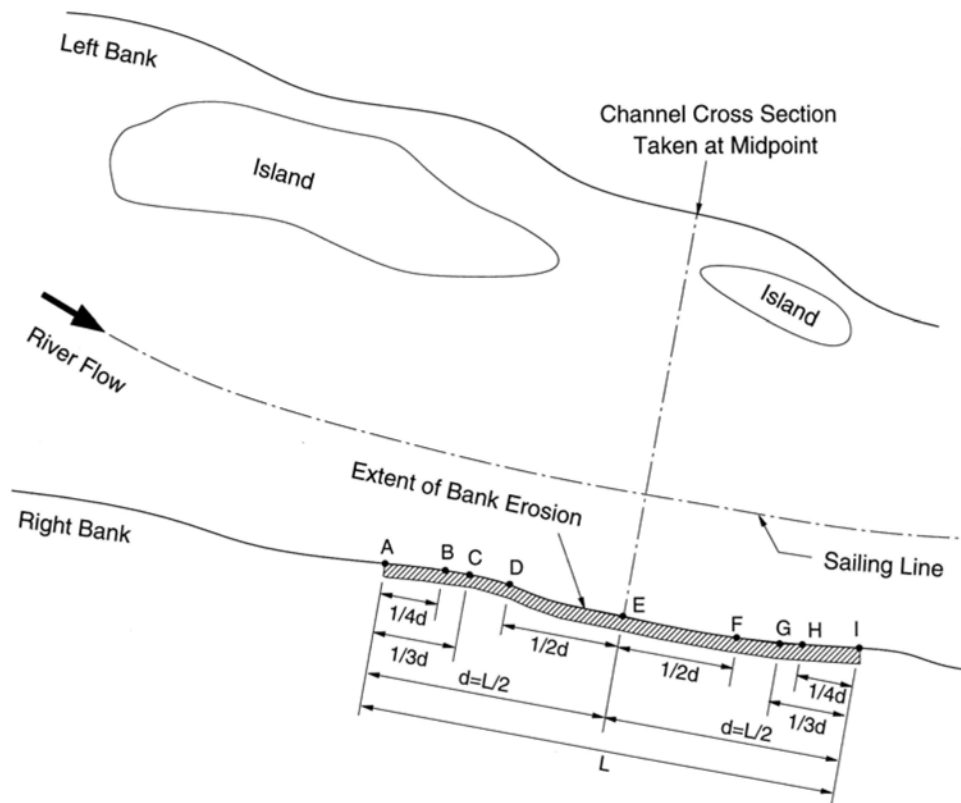 Left Bank
Channel Cross Section
Taken at Midpoint
Island
Island
River Flow
Extent of Bank Erosion
Right Bank
Sailing Line
A
B
C
D
E
F
G
H
I
1/4d
1/3d
1/2d
1/2d
1/4d
1/3d
d=L/2
d=L/2
L